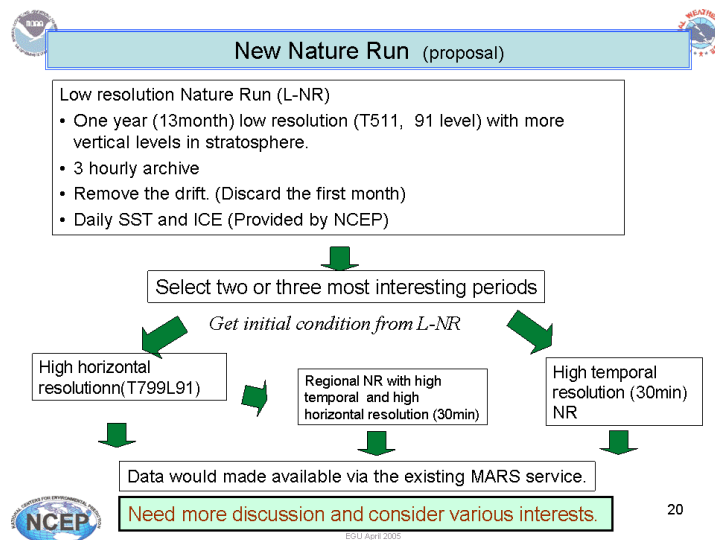 New Nature Run (proposal)
Low resolution Nature Run (L-NR)
• One year (13month) low resolution (T511, 91 level) with more
vertical levels in stratosphere.
• 3 hourly archive
• Remove the drift. (Discard the first month)
• Daily SST and ICE (Provided by NCEP)
Select two or three most interesting periods
Get initial condition from L-NR
High horizontal
resolutionn(T799L91)
Regional NR with high
temporal and high
horizontal resolution (30min)
High temporal
resolution (30min)
NR
Data would made available via the existing MARS service.
Need more discussion and consider various interests.
20
NCEP
EGU April 2005